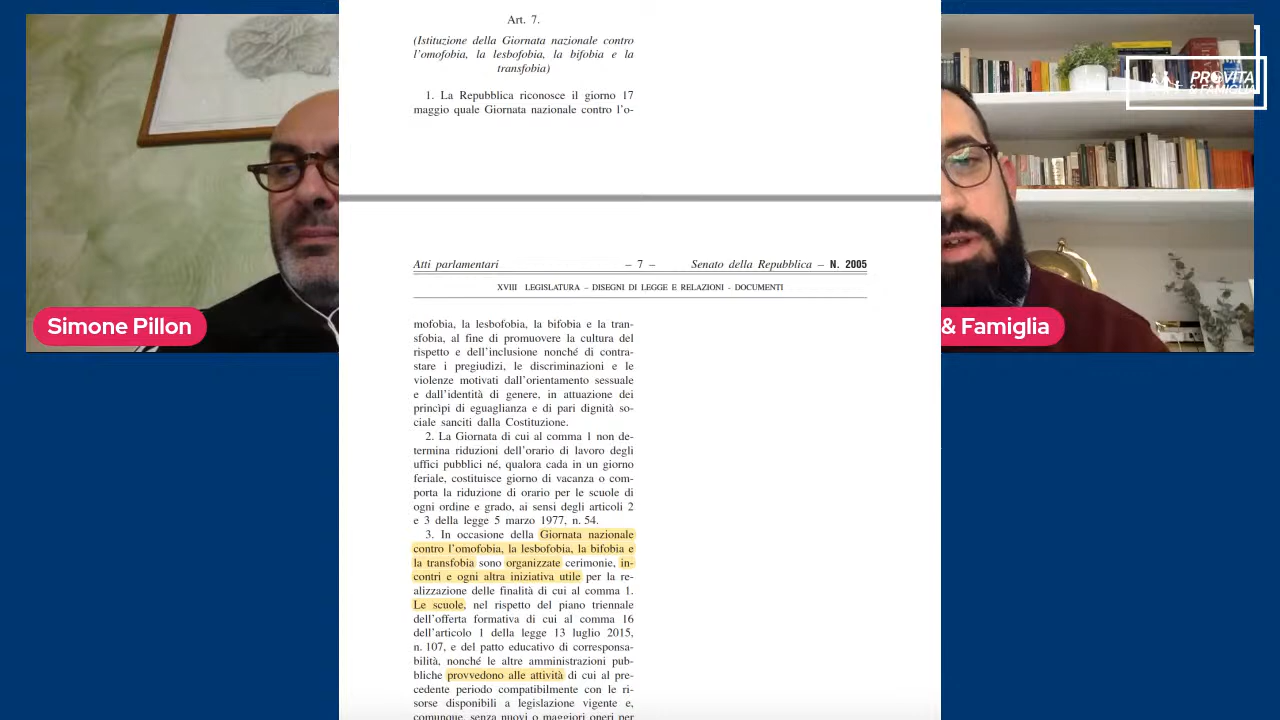 Art. 7.
(Istituzione della Giornata nazionale contro
l'omofobia, la lesbofobia, la bifobia e la
transfobia)
1. La Repubblica riconosce il giorno 17
maggio quale Giornata nazionale contro l'o-
Atti parlamentari – 7 – Senato della Repubblica – N. 2005
XVIII LEGISLATURA – DISEGNI DI LEGGE E RELAZIONI - DOCUMENTI
mofobia, la lesbofobia, la bifobia e la tran-
sfobia, al fine di promuovere la cultura del
rispetto e dell'inclusione nonché di contra-
stare i pregiudizi, le discriminazioni e le
violenze motivati dall'orientamento sessuale
e dall'identità di genere, in attuazione dei
princìpi di eguaglianza e di pari dignità so-
ciale sanciti dalla Costituzione.
2. La Giornata di cui al comma 1 non de-
termina riduzioni dell'orario di lavoro degli
uffici pubblici né, qualora cada in un giorno
feriale, costituisce giorno di vacanza o com-
porta la riduzione di orario per le scuole di
ogni ordine e grado, ai sensi degli articoli 2
e 3 della legge 5 marzo 1977, n. 54.
3. In occasione della Giornata nazionale
contro l'omofobia, la lesbofobia, la bifobia e
la transfobia sono organizzate cerimonie, in-
contri e ogni altra iniziativa utile per la re-
alizzazione delle finalità di cui al comma 1.
Le scuole, nel rispetto del piano triennale
dell'offerta formativa di cui al comma 16
dell'articolo 1 della legge 13 luglio 2015,
n. 107, e del patto educativo di corresponsa-
bilità, nonché le altre amministrazioni pub-
bliche provvedono alle attività di cui al pre-
cedente periodo compatibilmente con le ri-
sorse disponibili a legislazione vigente e,
comunque, senza nuovi o maggiori oneri per
Simone Pillon
& Famiglia
PROVITA
& FAMIGLIA